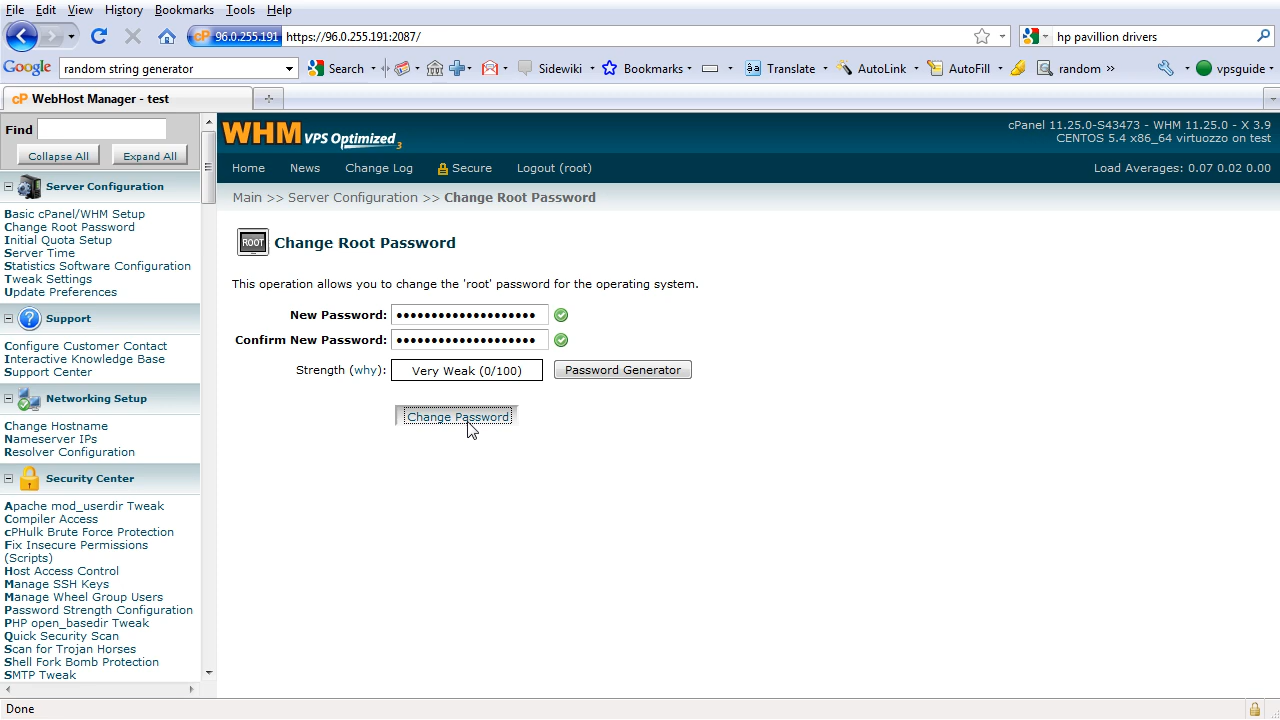 File Edit View History Bookmarks Tools Help
cP 96.0.255.191 https://96.0.255.191:2087/ hp pavillion drivers
Google random string generator Search Sidewiki Bookmarks Translate AutoLink AutoFill random » vpsguide
cP WebHost Manager - test
Find
Collapse All Expand All
Server Configuration
Basic cPanel/WHM Setup
Change Root Password
Initial Quota Setup
Server Time
Statistics Software Configuration
Tweak Settings
Update Preferences
Support
Configure Customer Contact
Interactive Knowledge Base
Support Center
Networking Setup
Change Hostname
Nameserver IPs
Resolver Configuration
Security Center
Apache mod_userdir Tweak
Compiler Access
cPHulk Brute Force Protection
Fix Insecure Permissions
(Scripts)
Host Access Control
Manage SSH Keys
Manage Wheel Group Users
Password Strength Configuration
PHP open_basedir Tweak
Quick Security Scan
Scan for Trojan Horses
Shell Fork Bomb Protection
SMTP Tweak
WHM VPS Optimized 3
cPanel 11.25.0-S43473 - WHM 11.25.0 - X 3.9
CENTOS 5.4 x86_64 virtuozzo on test
Home News Change Log Secure Logout (root) Load Averages: 0.07 0.02 0.00
Main >> Server Configuration >> Change Root Password
ROOT Change Root Password
This operation allows you to change the 'root' password for the operating system.
New Password: ••••••••••••••••••••
Confirm New Password: ••••••••••••••••••••
Strength (why): Very Weak (0/100) Password Generator
Change Password
Done